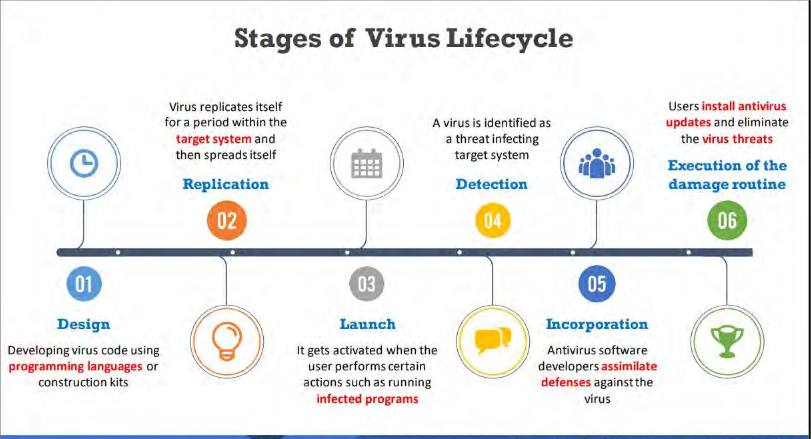 Stages of Virus Lifecycle
01
Design
Developing virus code using
programming languages or
construction kits
Virus replicates itself
for a period within the
target system and
then spreads itself
Replication
02
03
Launch
It gets activated when the
user performs certain
actions such as running
infected programs
A virus is identified as
a threat infecting
target system
Detection
04
05
Incorporation
Antivirus software
developers assimilate
defenses against the
virus
Users install antivirus
updates and eliminate
the virus threats
Execution of the
damage routine
06